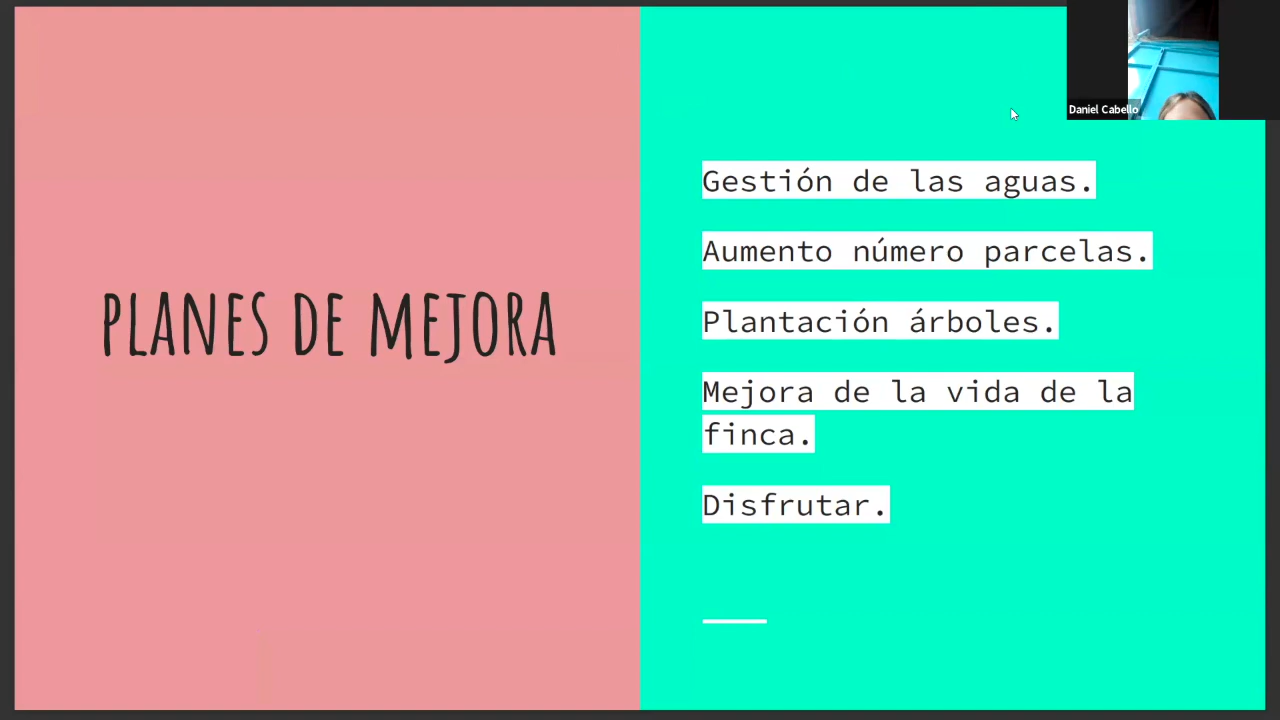 Daniel Cabello
PLANES DE MEJORA
Gestión de las aguas.
Aumento número parcelas.
Plantación árboles.
Mejora de la vida de la
finca.
Disfrutar.